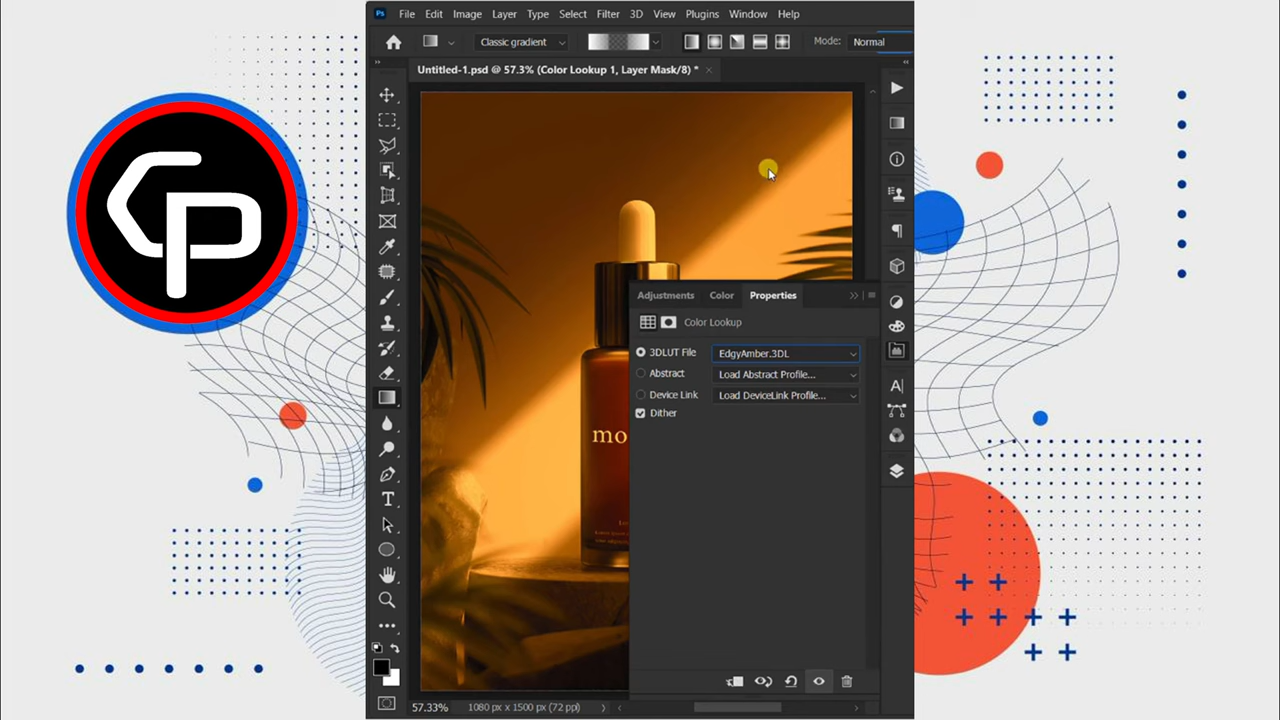 CP
Ps File Edit Image Layer Type Select Filter 3D View Plugins Window Help
Classic gradient Mode: Normal
Untitled-1.psd @ 57.3% (Color Lookup 1, Layer Mask/8) *
Adjustments Color Properties
Color Lookup
3DLUT File EdgyAmber.3DL
Abstract Load Abstract Profile...
Device Link Load DeviceLink Profile...
Dither
mo
57.33% 1080 px x 1500 px (72 ppi)